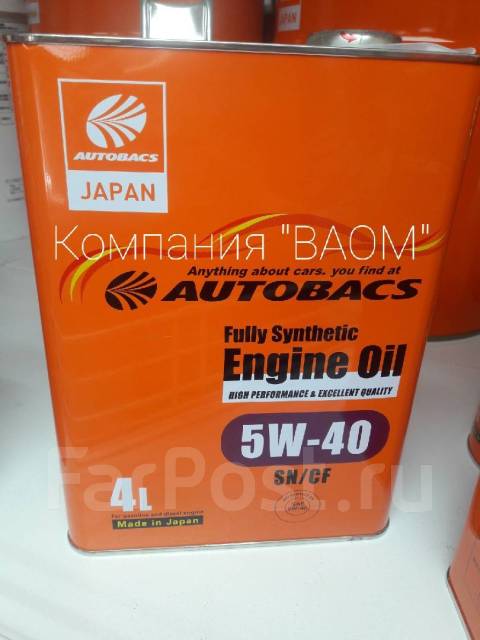 AUTOBACS
JAPAN
Компания "ВАОМ"
Anything about cars. you find at
AUTOBACS
Fully Synthetic
Engine Oil
HIGH PERFORMANCE & EXCELLENT QUALITY
5W-40
SN/CF
FarPost.ru
4L
For gasoline and diesel engine
Made in Japan